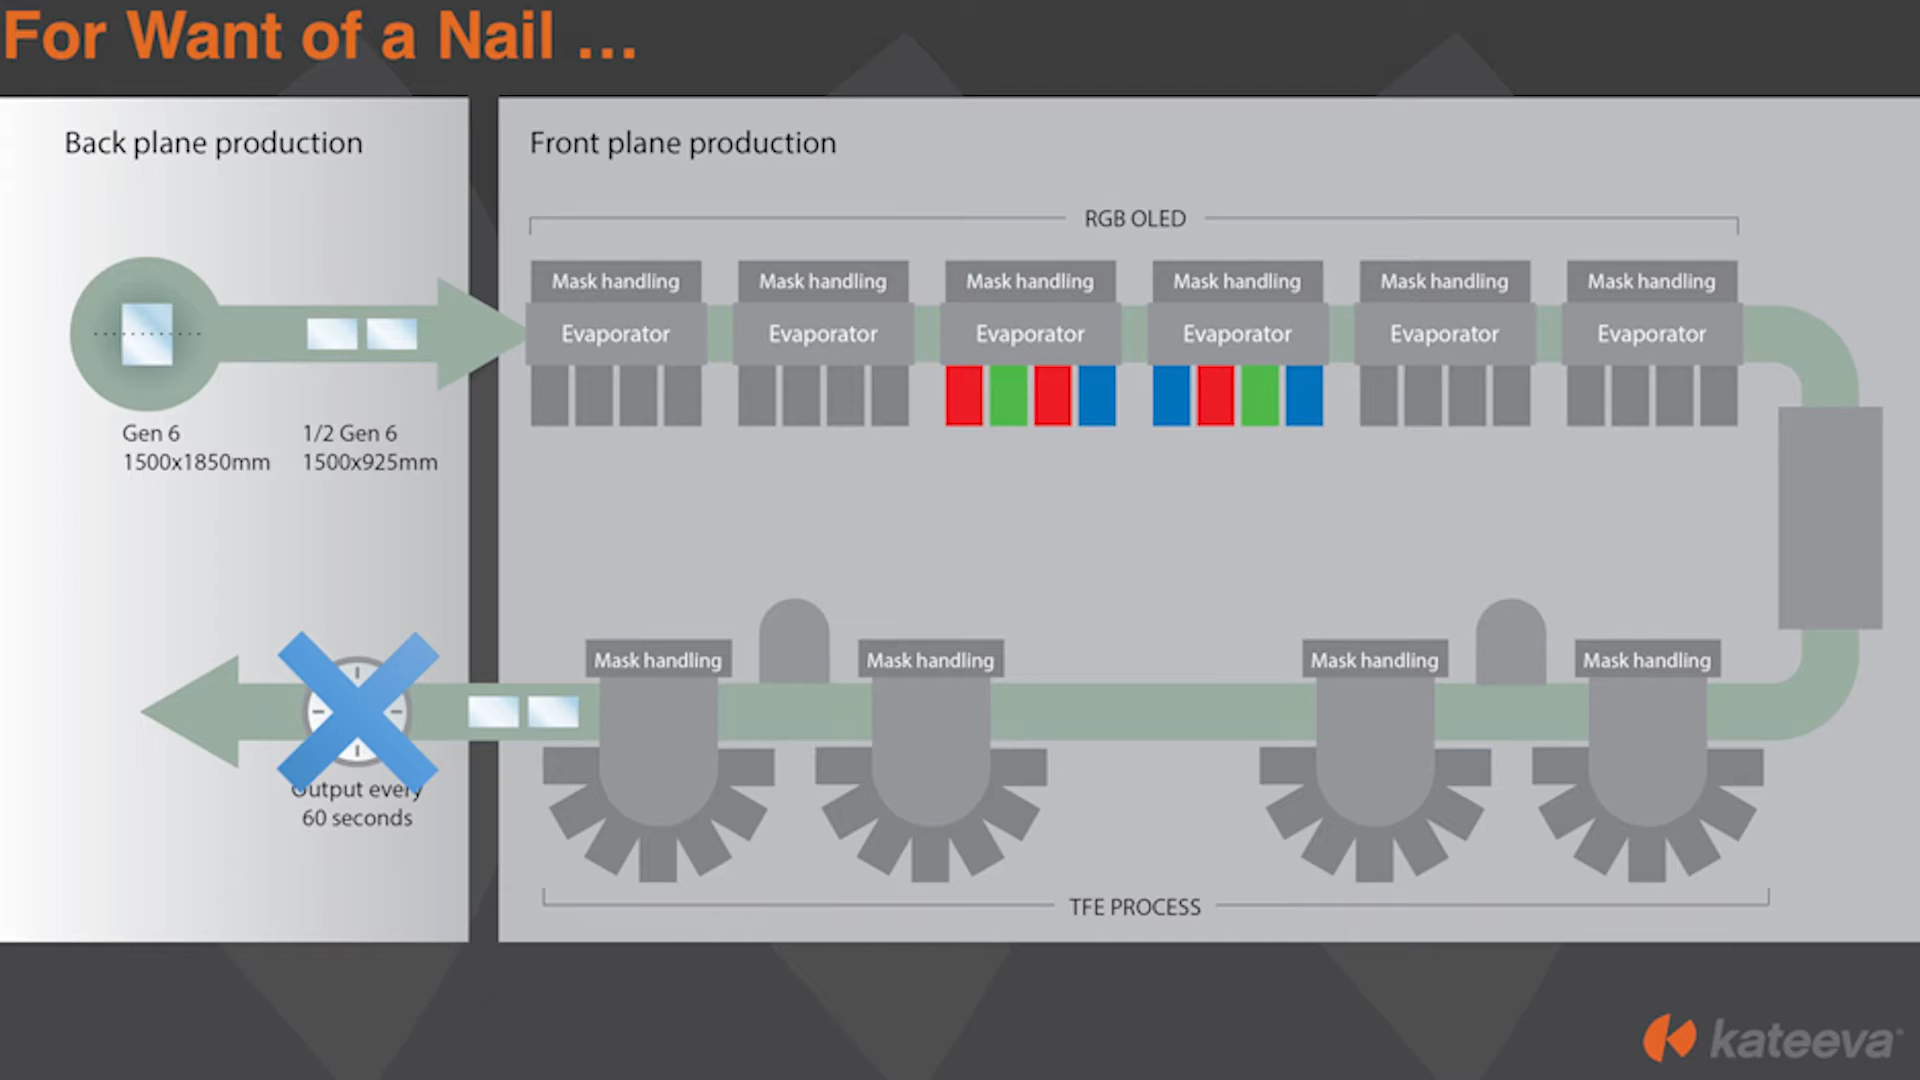 For Want of a Nail ...
Back plane production
Front plane production
RGB OLED
Mask handling
Mask handling
Mask handling
Mask handling
Mask handling
Mask handling
Evaporator
Evaporator
Evaporator
Evaporator
Evaporator
Evaporator
Gen 6
1500x1850mm
1/2 Gen 6
1500x925mm
Mask handling
Mask handling
Mask handling
Mask handling
Output every
60 seconds
TFE PROCESS
kateeva